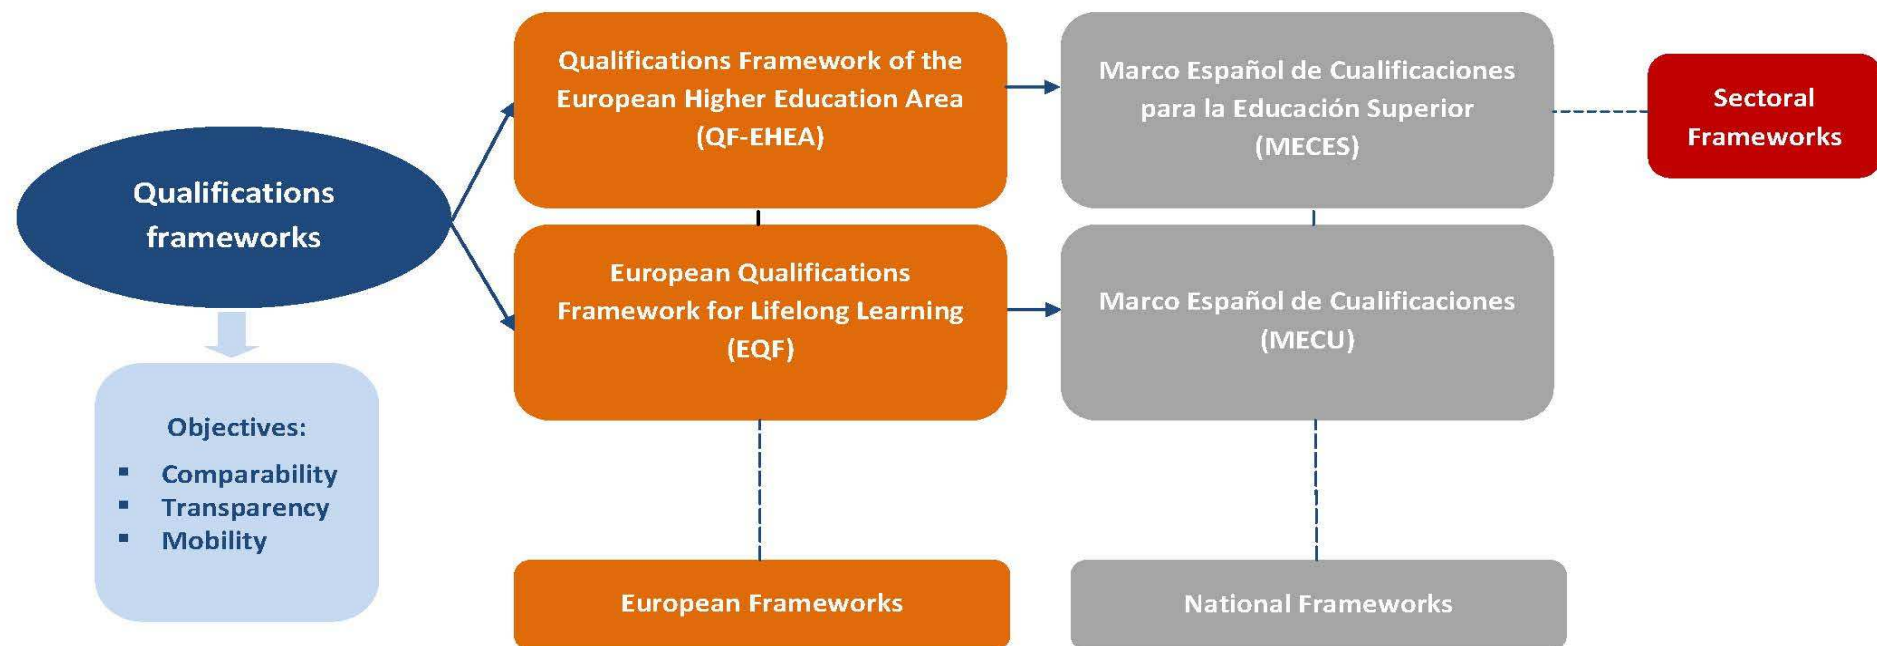 Qualifications
frameworks
Objectives:
▪ Comparability
▪ Transparency
▪ Mobility
Qualifications Framework of the
European Higher Education Area
(QF-EHEA)
European Qualifications
Framework for Lifelong Learning
(EQF)
European Frameworks
Marco Español de Cualificaciones
para la Educación Superior
(MECES)
Marco Español de Cualificaciones
(MECU)
National Frameworks
Sectoral
Frameworks